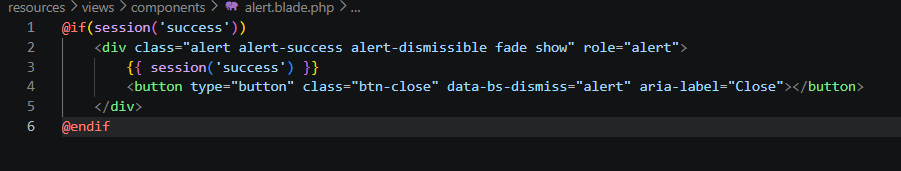 resources > views > components > alert.blade.php > ...
1 @if(session('success'))
2 <div class="alert alert-success alert-dismissible fade show" role="alert">
3 {{ session('success') }}
4 <button type="button" class="btn-close" data-bs-dismiss="alert" aria-label="Close"></button>
5 </div>
6 @endif